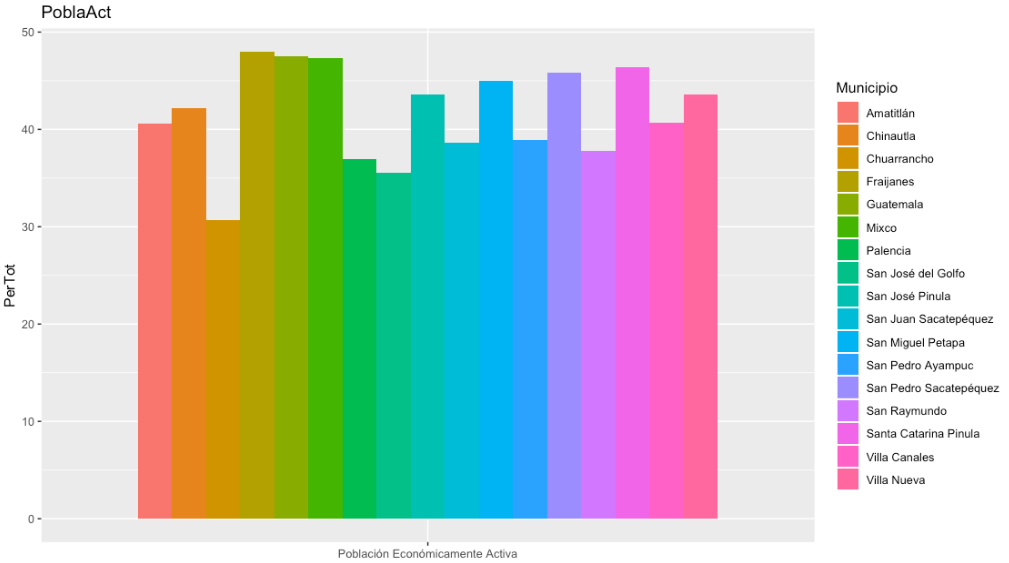 PoblaAct
50
40
30
20
10
0
PerTot
Población Económicamente Activa
Municipio
Amatitlán
Chinautla
Chuarrancho
Fraijanes
Guatemala
Mixco
Palencia
San José del Golfo
San José Pinula
San Juan Sacatepéquez
San Miguel Petapa
San Pedro Ayampuc
San Pedro Sacatepéquez
San Raymundo
Santa Catarina Pinula
Villa Canales
Villa Nueva